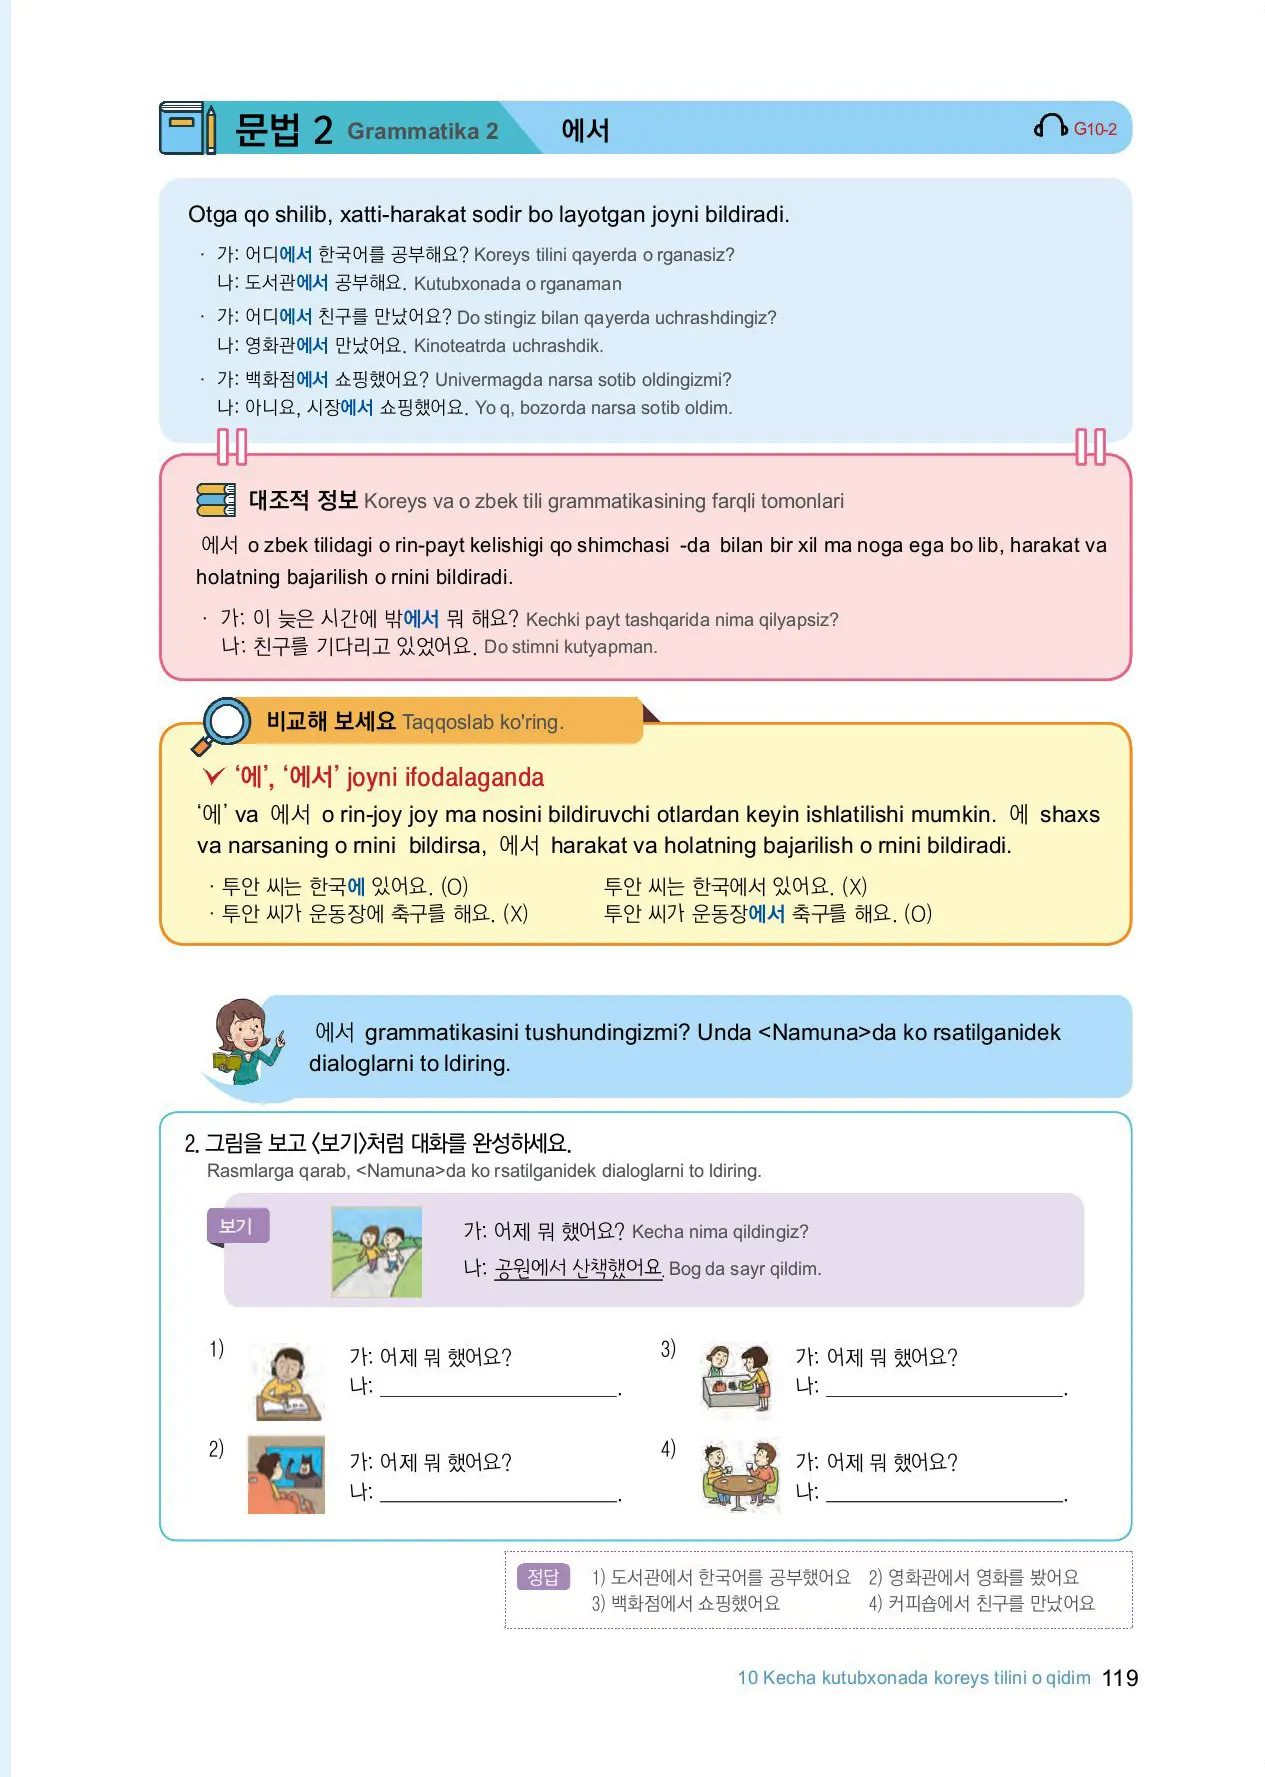 문법 2 Grammatika 2 에서 G10-2
Otga qo shilib, xatti-harakat sodir bo layotgan joyni bildiradi.
· 가: 어디에서 한국어를 공부해요? Koreys tilini qayerda o rganasiz?
나: 도서관에서 공부해요. Kutubxonada o rganaman
· 가: 어디에서 친구를 만났어요? Do stingiz bilan qayerda uchrashdingiz?
나: 영화관에서 만났어요. Kinoteatrda uchrashdik.
· 가: 백화점에서 쇼핑했어요? Univermagda narsa sotib oldingizmi?
나: 아니요, 시장에서 쇼핑했어요. Yo q, bozorda narsa sotib oldim.
대조적 정보 Koreys va o zbek tili grammatikasining farqli tomonlari
에서 o zbek tilidagi o rin-payt kelishigi qo shimchasi -da bilan bir xil ma noga ega bo lib, harakat va
holatning bajarilish o rnini bildiradi.
· 가: 이 늦은 시간에 밖에서 뭐 해요? Kechki payt tashqarida nima qilyapsiz?
나: 친구를 기다리고 있었어요. Do stimni kutyapman.
비교해 보세요 Taqqoslab ko'ring.
‘에’, ‘에서’ joyni ifodalaganda
‘에’ va 에서 o rin-joy joy ma nosini bildiruvchi otlardan keyin ishlatilishi mumkin. 에 shaxs
va narsaning o rnini bildirsa, 에서 harakat va holatning bajarilish o rnini bildiradi.
· 투안 씨는 한국에 있어요. (O) 투안 씨는 한국에서 있어요. (X)
· 투안 씨가 운동장에 축구를 해요. (X) 투안 씨가 운동장에서 축구를 해요. (O)
에서 grammatikasini tushundingizmi? Unda <Namuna>da ko rsatilganidek
dialoglarni to ldiring.
2. 그림을 보고 <보기>처럼 대화를 완성하세요.
Rasmlarga qarab, <Namuna>da ko rsatilganidek dialoglarni to ldiring.
보기
가: 어제 뭐 했어요? Kecha nima qildingiz?
나: 공원에서 산책했어요. Bog da sayr qildim.
1) 가: 어제 뭐 했어요?
나: ____________________.
2) 가: 어제 뭐 했어요?
나: ____________________.
3) 가: 어제 뭐 했어요?
나: ____________________.
4) 가: 어제 뭐 했어요?
나: ____________________.
정답 1) 도서관에서 한국어를 공부했어요 2) 영화관에서 영화를 봤어요
3) 백화점에서 쇼핑했어요 4) 커피숍에서 친구를 만났어요
10 Kecha kutubxonada koreys tilini o qidim 119